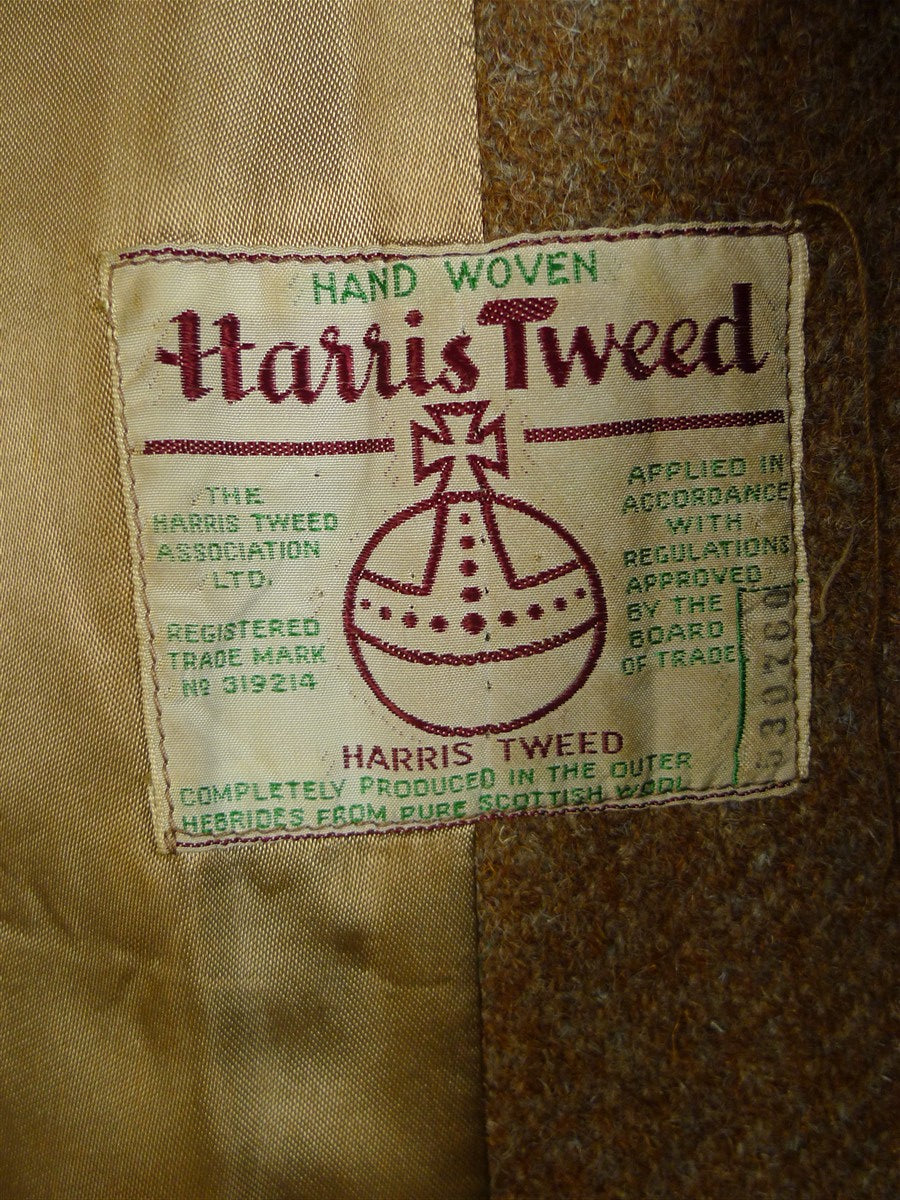 HAND WOVEN
Harris Tweed
THE
HARRIS TWEED
ASSOCIATION
LTD.
REGISTERED
TRADE MARK
Nº 319214
APPLIED IN
ACCORDANCE
WITH
REGULATIONS
APPROVED
BY THE
BOARD
OF TRADE
HARRIS TWEED
COMPLETELY PRODUCED IN THE OUTER
HEBRIDES FROM PURE SCOTTISH WOOL